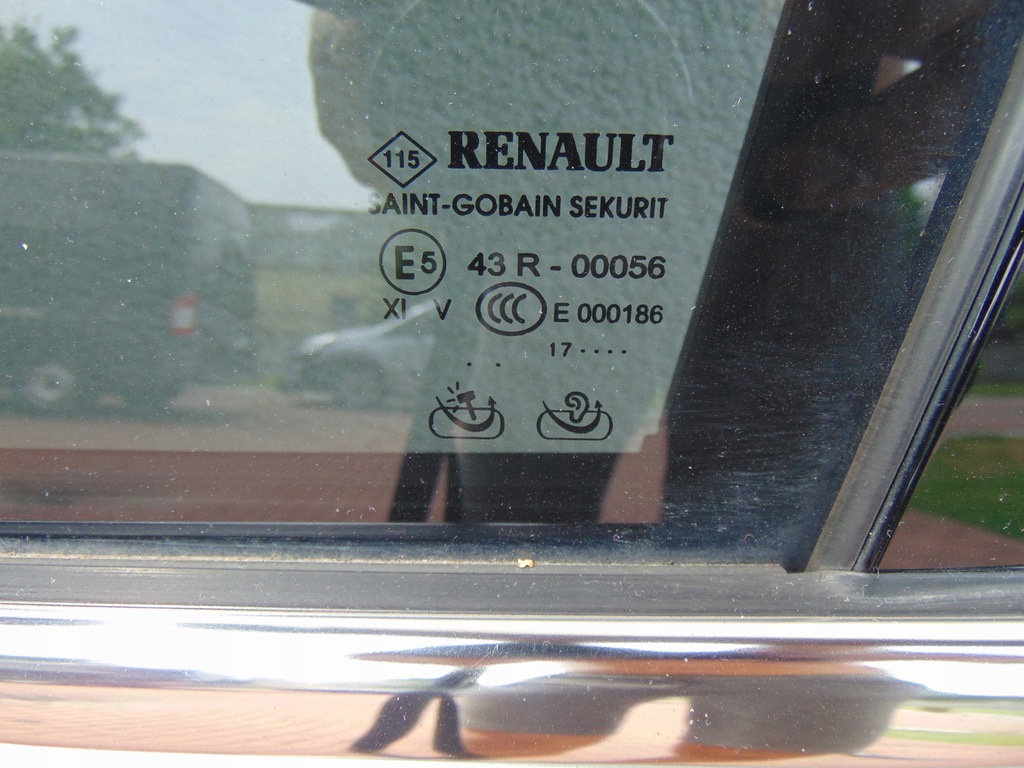 115 RENAULT
SAINT-GOBAIN SEKURIT
E5 43 R - 00056
XI V CCC E 000186
. . 17 ····